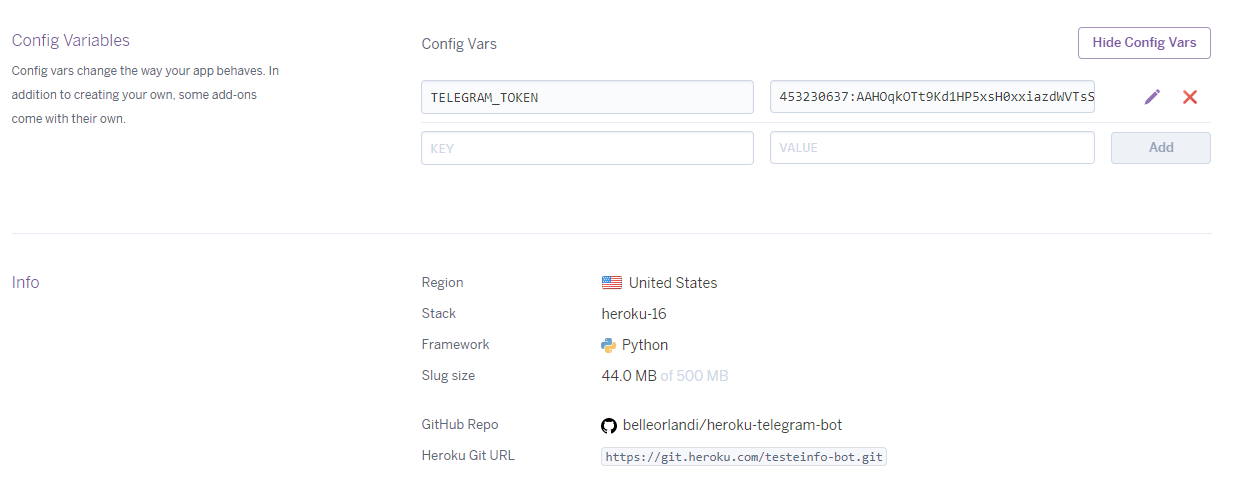 Config Variables
Config vars change the way your app behaves. In
addition to creating your own, some add-ons
come with their own.
Config Vars
Hide Config Vars
TELEGRAM_TOKEN
453230637:AAHOqkOTt9Kd1HP5xsH0xxiazdWVTsS
KEY
VALUE
Add
Info
Region
United States
Stack
heroku-16
Framework
Python
Slug size
44.0 MB of 500 MB
GitHub Repo
belleorlandi/heroku-telegram-bot
Heroku Git URL
https://git.heroku.com/testeinfo-bot.git